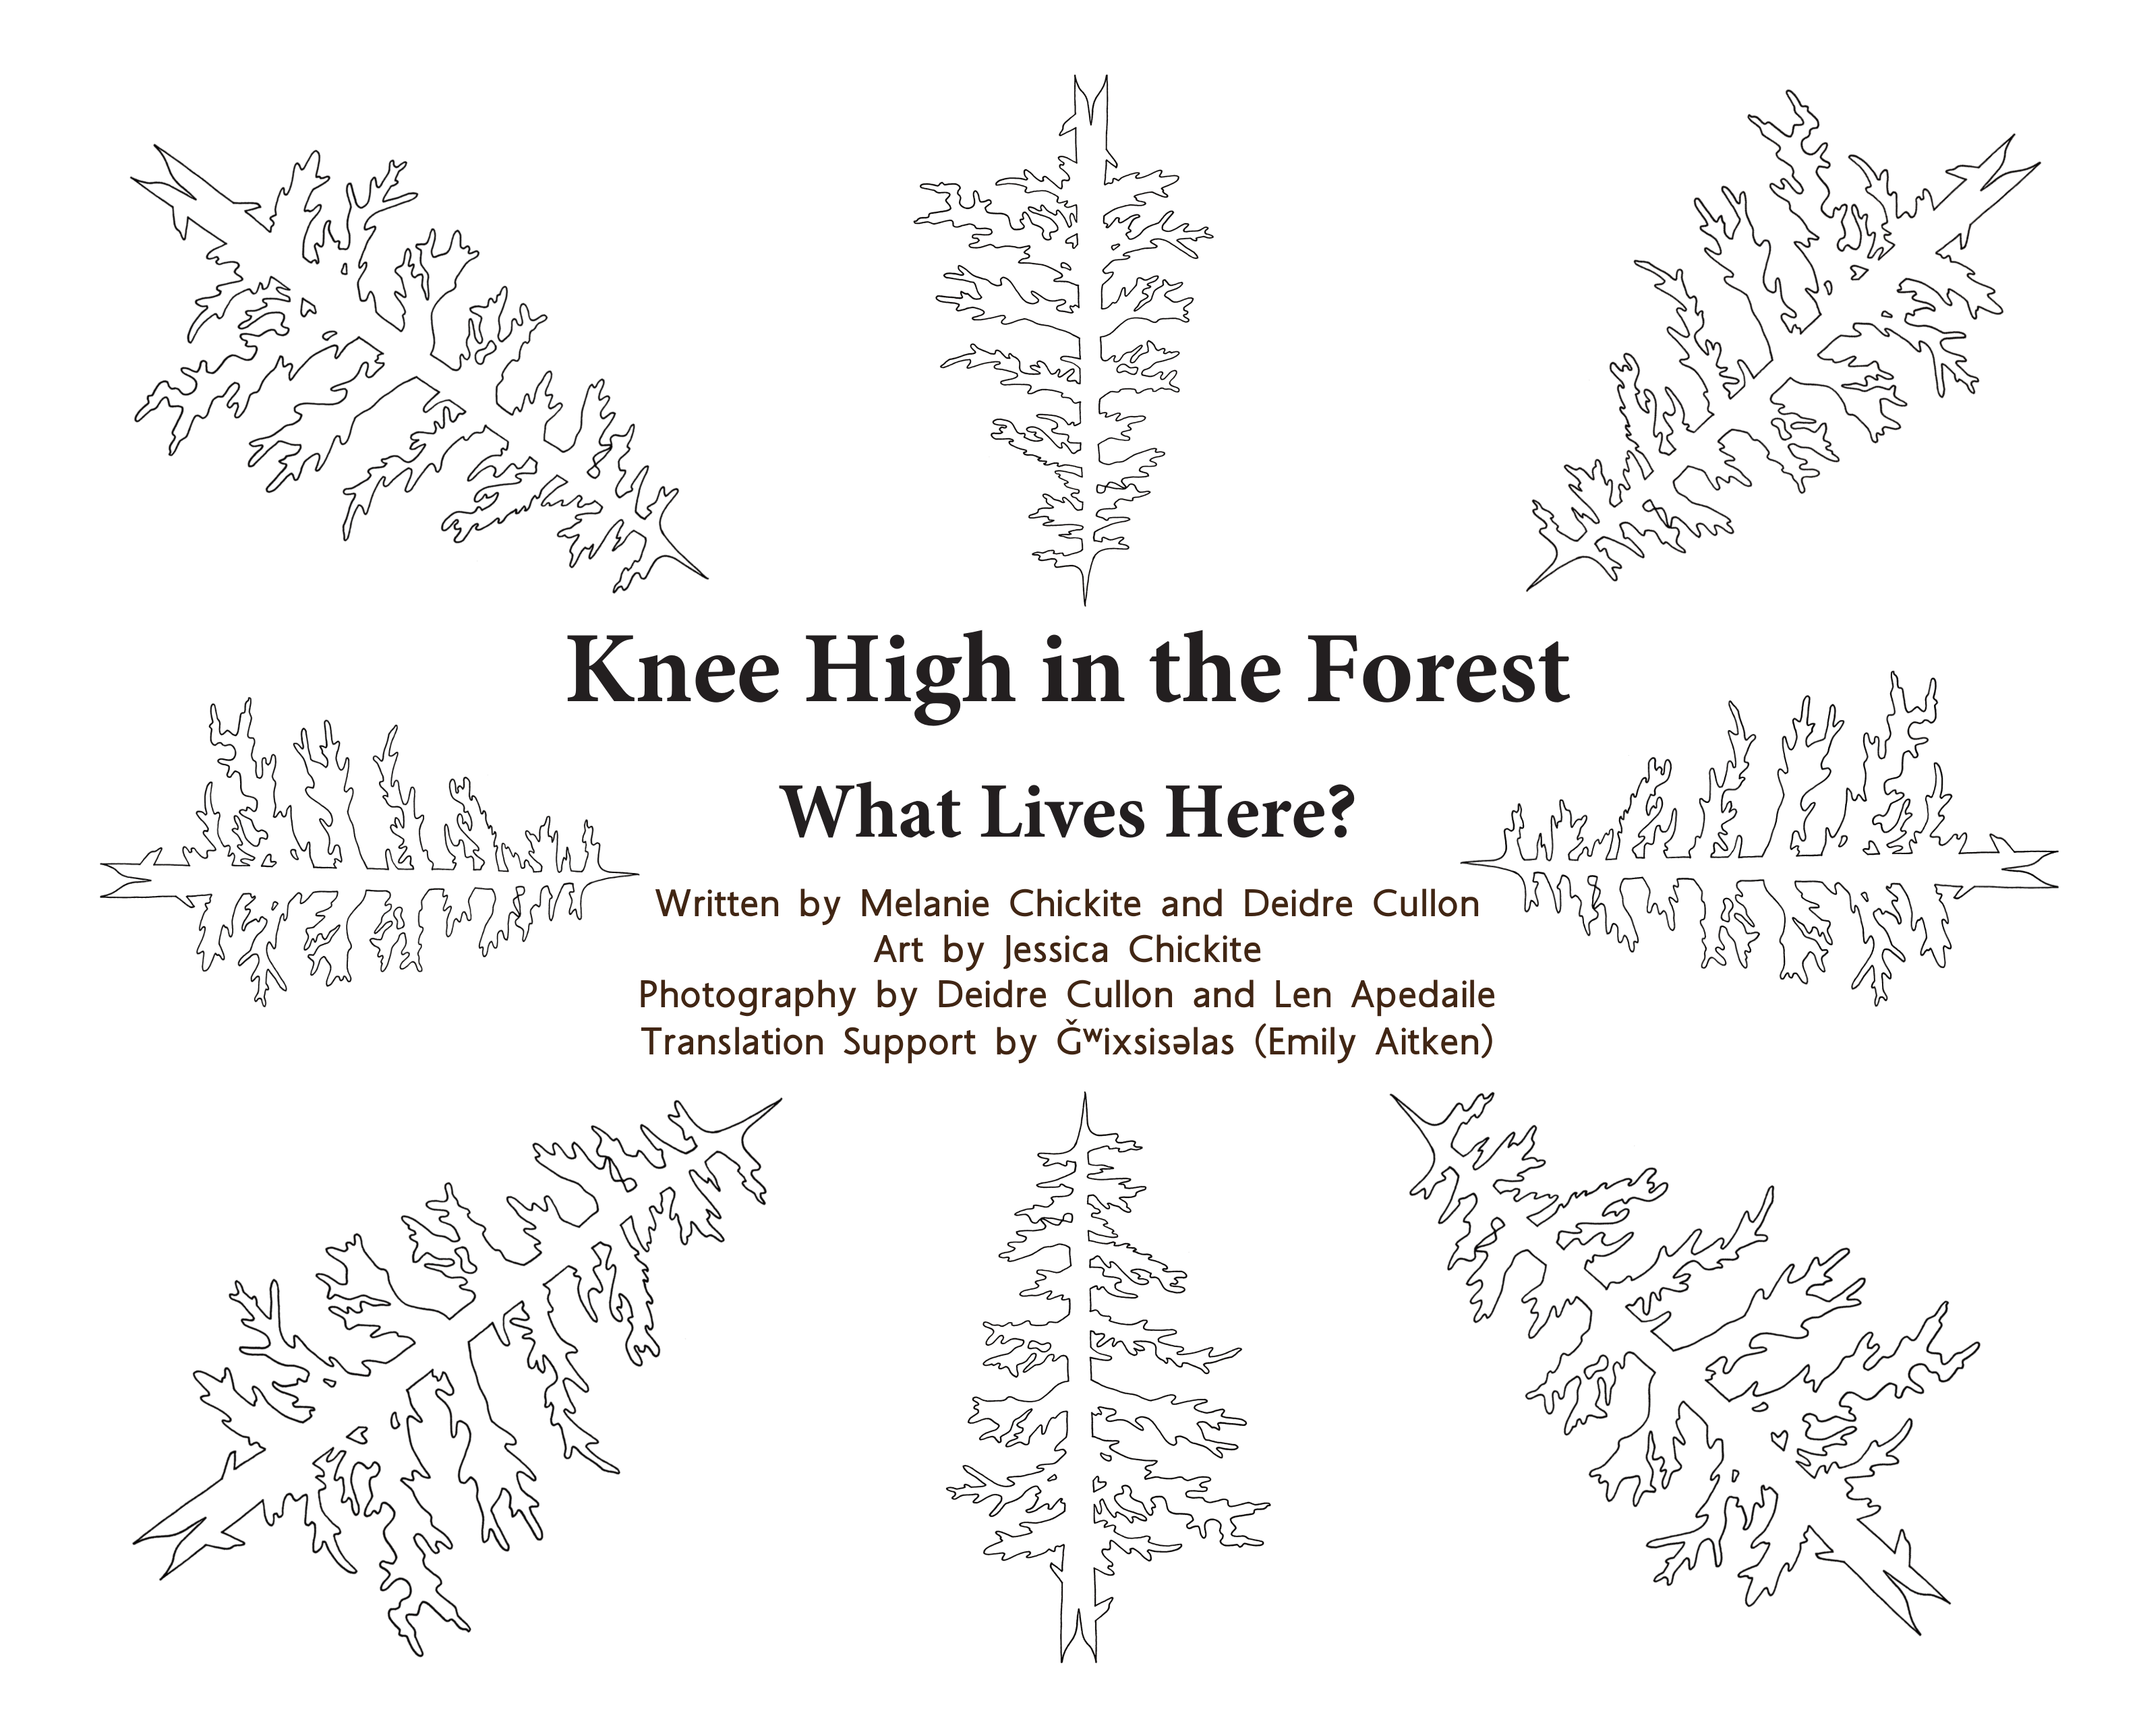 Knee High in the Forest
What Lives Here?
Written by Melanie Chickite and Deidre Cullon
Art by Jessica Chickite
Photography by Deidre Cullon and Len Apedaile
Translation Support by Ǧʷixsisəlas (Emily Aitken)